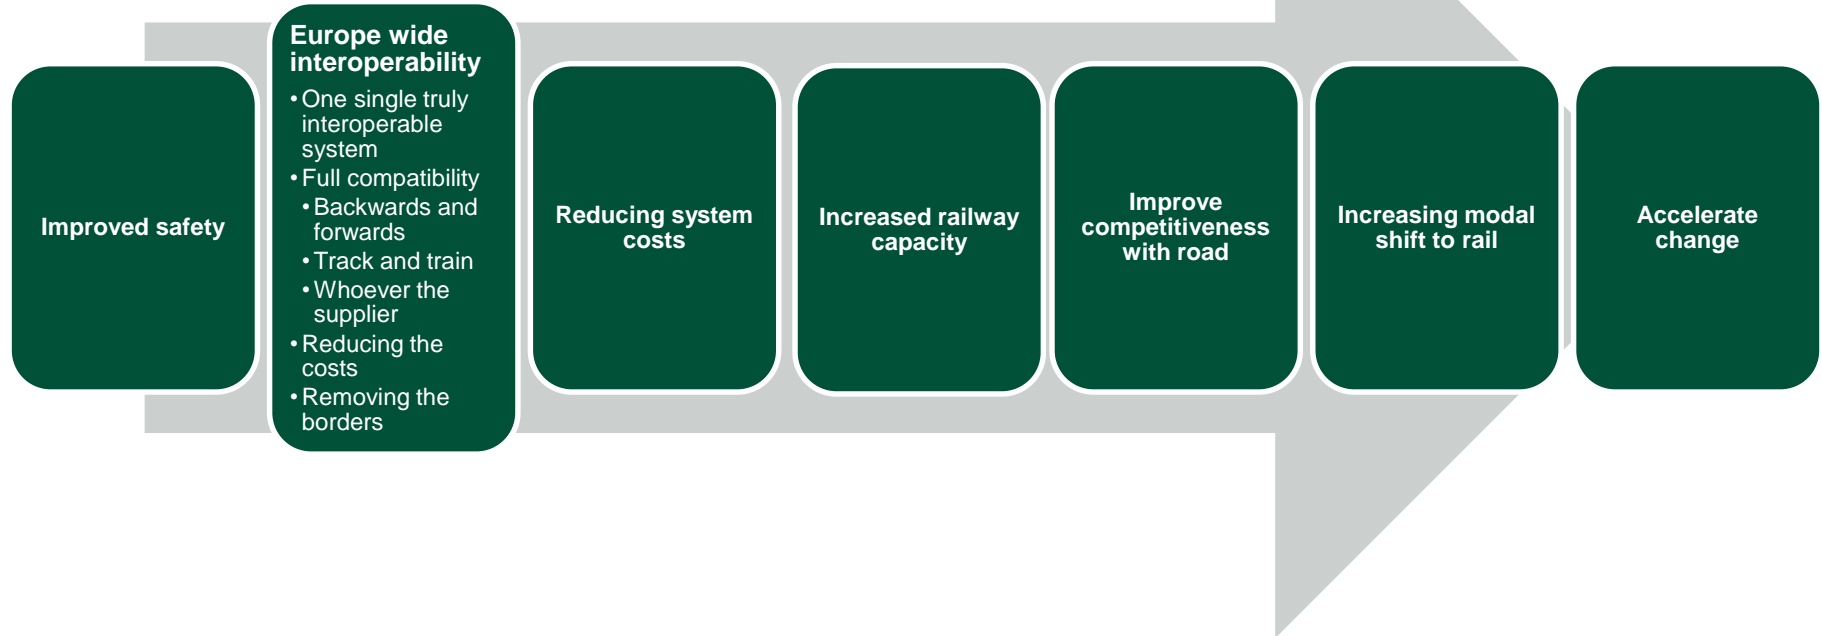 Improved safety
Europe wide
interoperability
• One single truly
interoperable
system
• Full compatibility
• Backwards and
forwards
• Track and train
• Whoever the
supplier
• Reducing the
costs
• Removing the
borders
Reducing system
costs
Increased railway
capacity
Improve
competitiveness
with road
Increasing modal
shift to rail
Accelerate
change